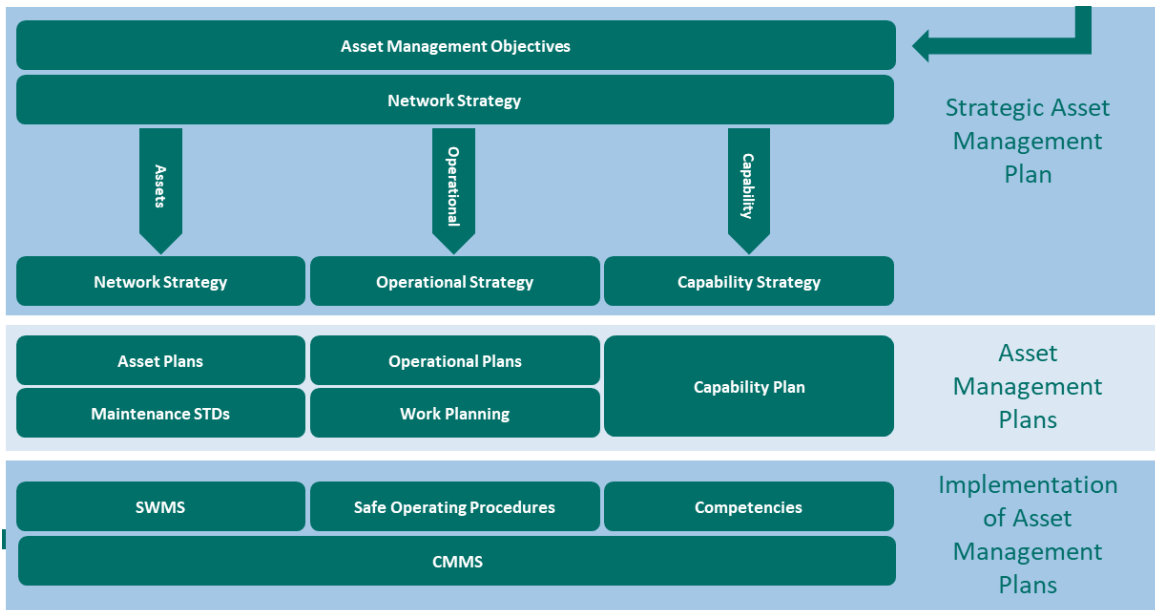 Asset Management Objectives
Network Strategy
Strategic Asset
Management
Plan
Assets
Operational
Capability
Network Strategy
Operational Strategy
Capability Strategy
Asset Plans
Operational Plans
Capability Plan
Maintenance STDs
Work Planning
Asset
Management
Plans
SWMS
Safe Operating Procedures
Competencies
CMMS
Implementation
of Asset
Management
Plans